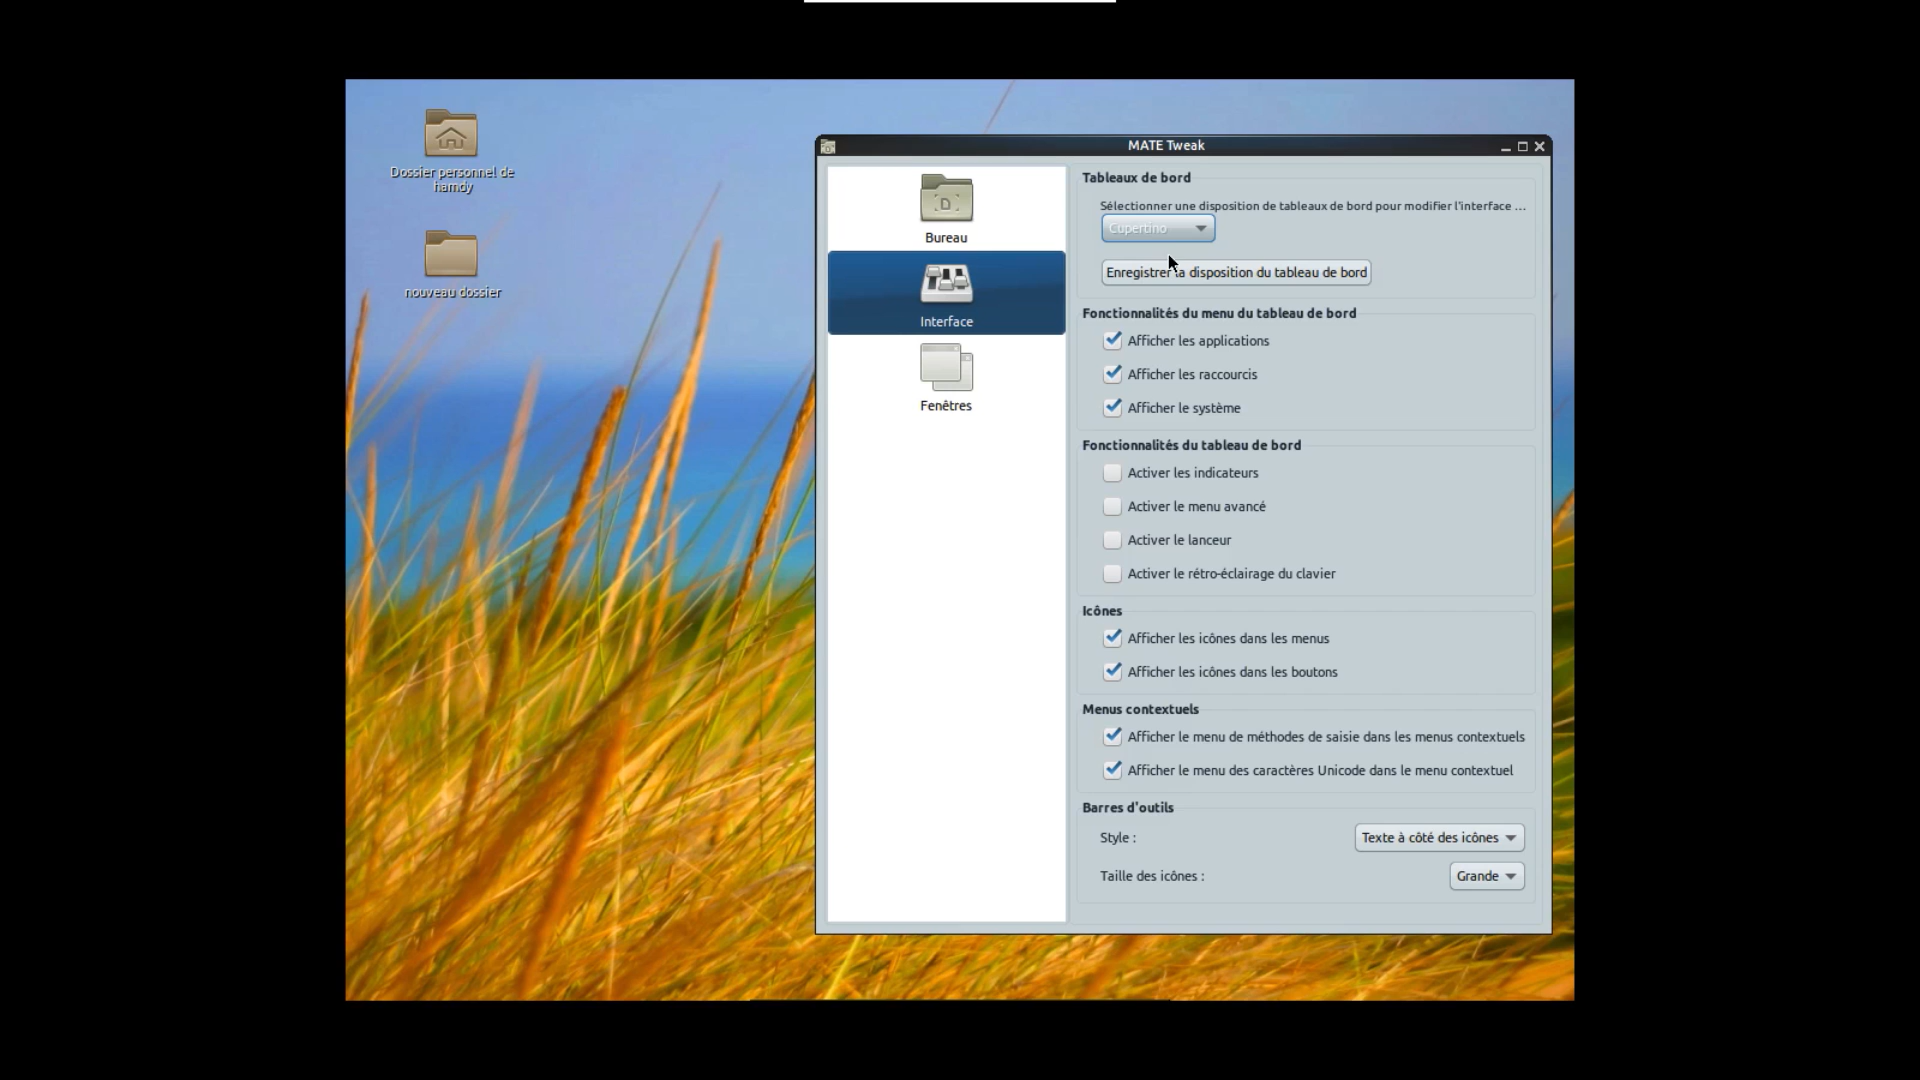 Dossier personnel de
hamdy
nouveau dossier
MATE Tweak
Bureau
Interface
Fenêtres
Tableaux de bord
Sélectionner une disposition de tableaux de bord pour modifier l'interface ...
Cupertino
Enregistrer la disposition du tableau de bord
Fonctionnalités du menu du tableau de bord
Afficher les applications
Afficher les raccourcis
Afficher le système
Fonctionnalités du tableau de bord
Activer les indicateurs
Activer le menu avancé
Activer le lanceur
Activer le rétro-éclairage du clavier
Icônes
Afficher les icônes dans les menus
Afficher les icônes dans les boutons
Menus contextuels
Afficher le menu de méthodes de saisie dans les menus contextuels
Afficher le menu des caractères Unicode dans le menu contextuel
Barres d'outils
Style : Texte à côté des icônes
Taille des icônes : Grande